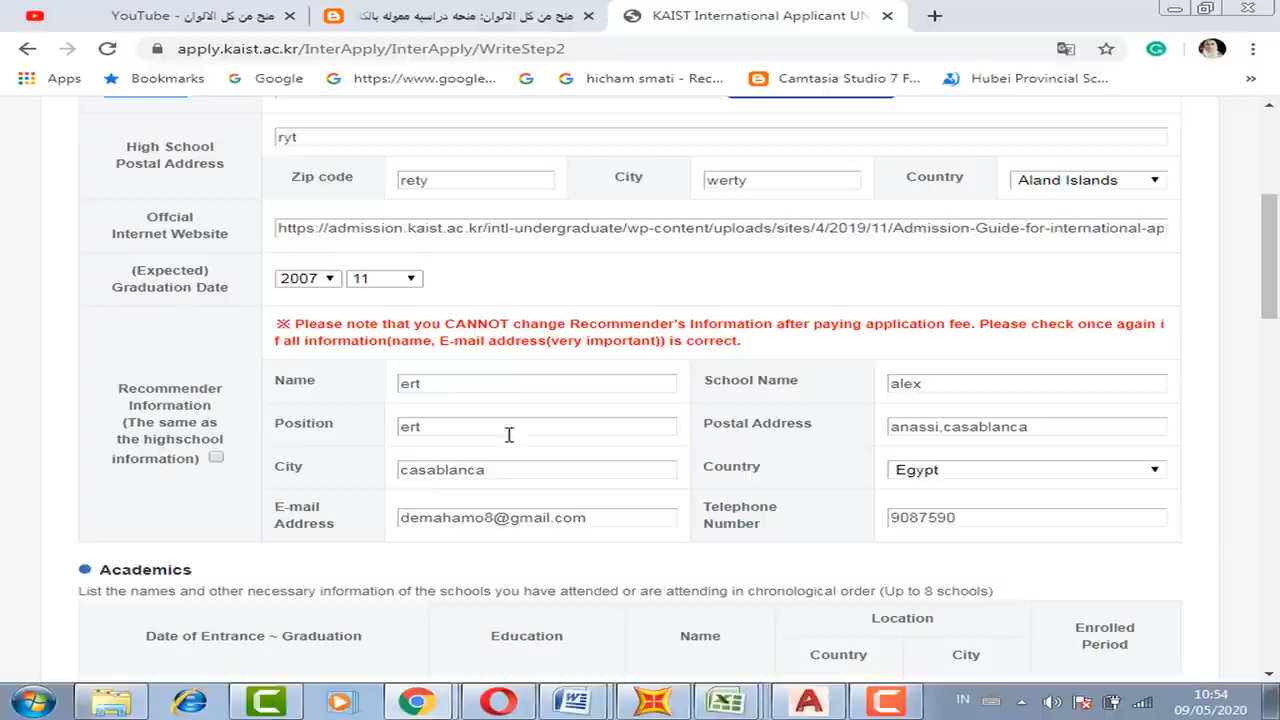 منح من كل الالوان - YouTube
منح من كل الالوان: منحه دراسيه مموله بالك
KAIST International Applicant UN
apply.kaist.ac.kr/InterApply/InterApply/WriteStep2
Apps
Bookmarks
Google
https://www.google...
hicham smati - Rec...
Camtasia Studio 7 F...
Hubei Provincial Sc...
»
High School
Postal Address
ryt
Zip code
rety
City
werty
Country
Aland Islands
Offcial
Internet Website
https://admission.kaist.ac.kr/intl-undergraduate/wp-content/uploads/sites/4/2019/11/Admission-Guide-for-international-ap
(Expected)
Graduation Date
2007
11
※ Please note that you CANNOT change Recommender's Information after paying application fee. Please check once again i
f all information(name, E-mail address(very important)) is correct.
Recommender
Information
(The same as
the highschool
information)
Name
ert
School Name
alex
Position
ert
Postal Address
anassi,casablanca
City
casablanca
Country
Egypt
E-mail
Address
demahamo8@gmail.com
Telephone
Number
9087590
Academics
List the names and other necessary information of the schools you have attended or are attending in chronological order (Up to 8 schools)
Date of Entrance ~ Graduation
Education
Name
Location
Country
City
Enrolled
Period
IN
10:54
09/05/2020